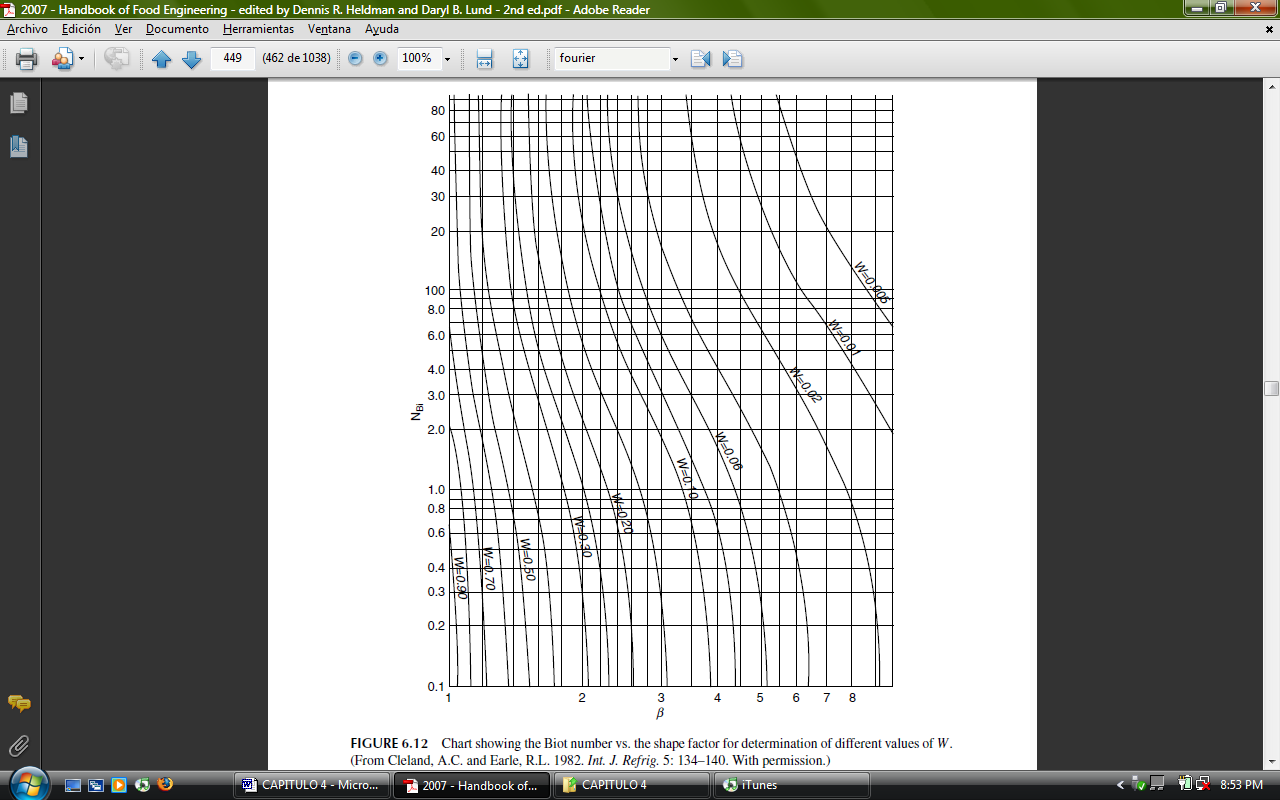 2007 - Handbook of Food Engineering - edited by Dennis R. Heldman and Daryl B. Lund - 2nd ed.pdf - Adobe Reader
Archivo Edición Ver Documento Herramientas Ventana Ayuda
449 (462 de 1038) 100% fourier
80
60
40
30
20
100
8.0
6.0
4.0
3.0
2.0
1.0
0.8
0.6
0.4
0.3
0.2
0.1
N_Bi
W=0.005
W=0.01
W=0.02
W=0.06
W=0.10
W=0.20
W=0.30
W=0.50
W=0.70
W=0.90
1 2 3 4 5 6 7 8
β
FIGURE 6.12 Chart showing the Biot number vs. the shape factor for determination of different values of W.
(From Cleland, A.C. and Earle, R.L. 1982. Int. J. Refrig. 5: 134–140. With permission.)
CAPITULO 4 - Micro... 2007 - Handbook of... CAPITULO 4 iTunes 8:53 PM